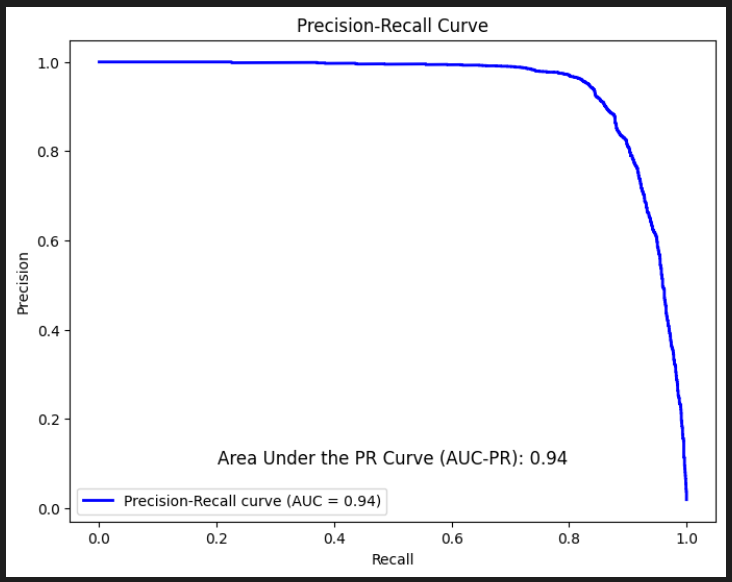 Precision-Recall Curve
1.0
0.8
0.6
0.4
0.2
0.0
Precision
Area Under the PR Curve (AUC-PR): 0.94
Precision-Recall curve (AUC = 0.94)
0.0 0.2 0.4 0.6 0.8 1.0
Recall